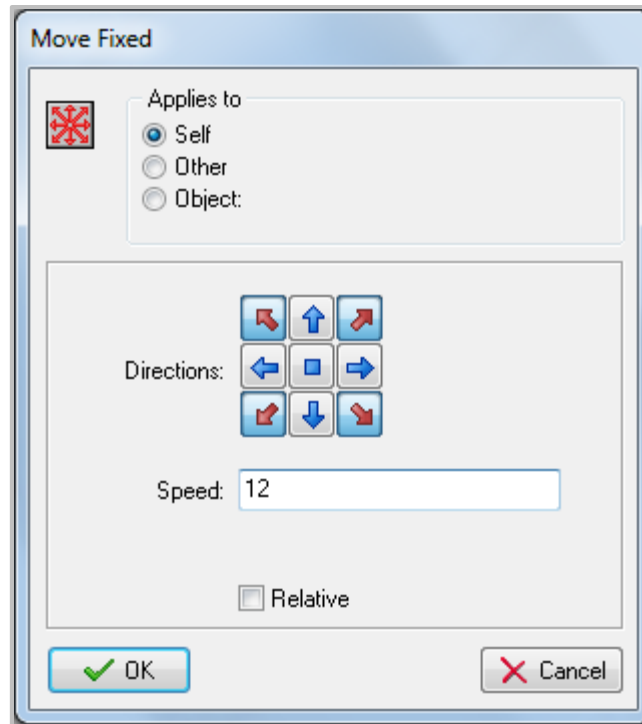 Move Fixed
Applies to
Self
Other
Object:
Directions:
Speed: 12
Relative
OK Cancel